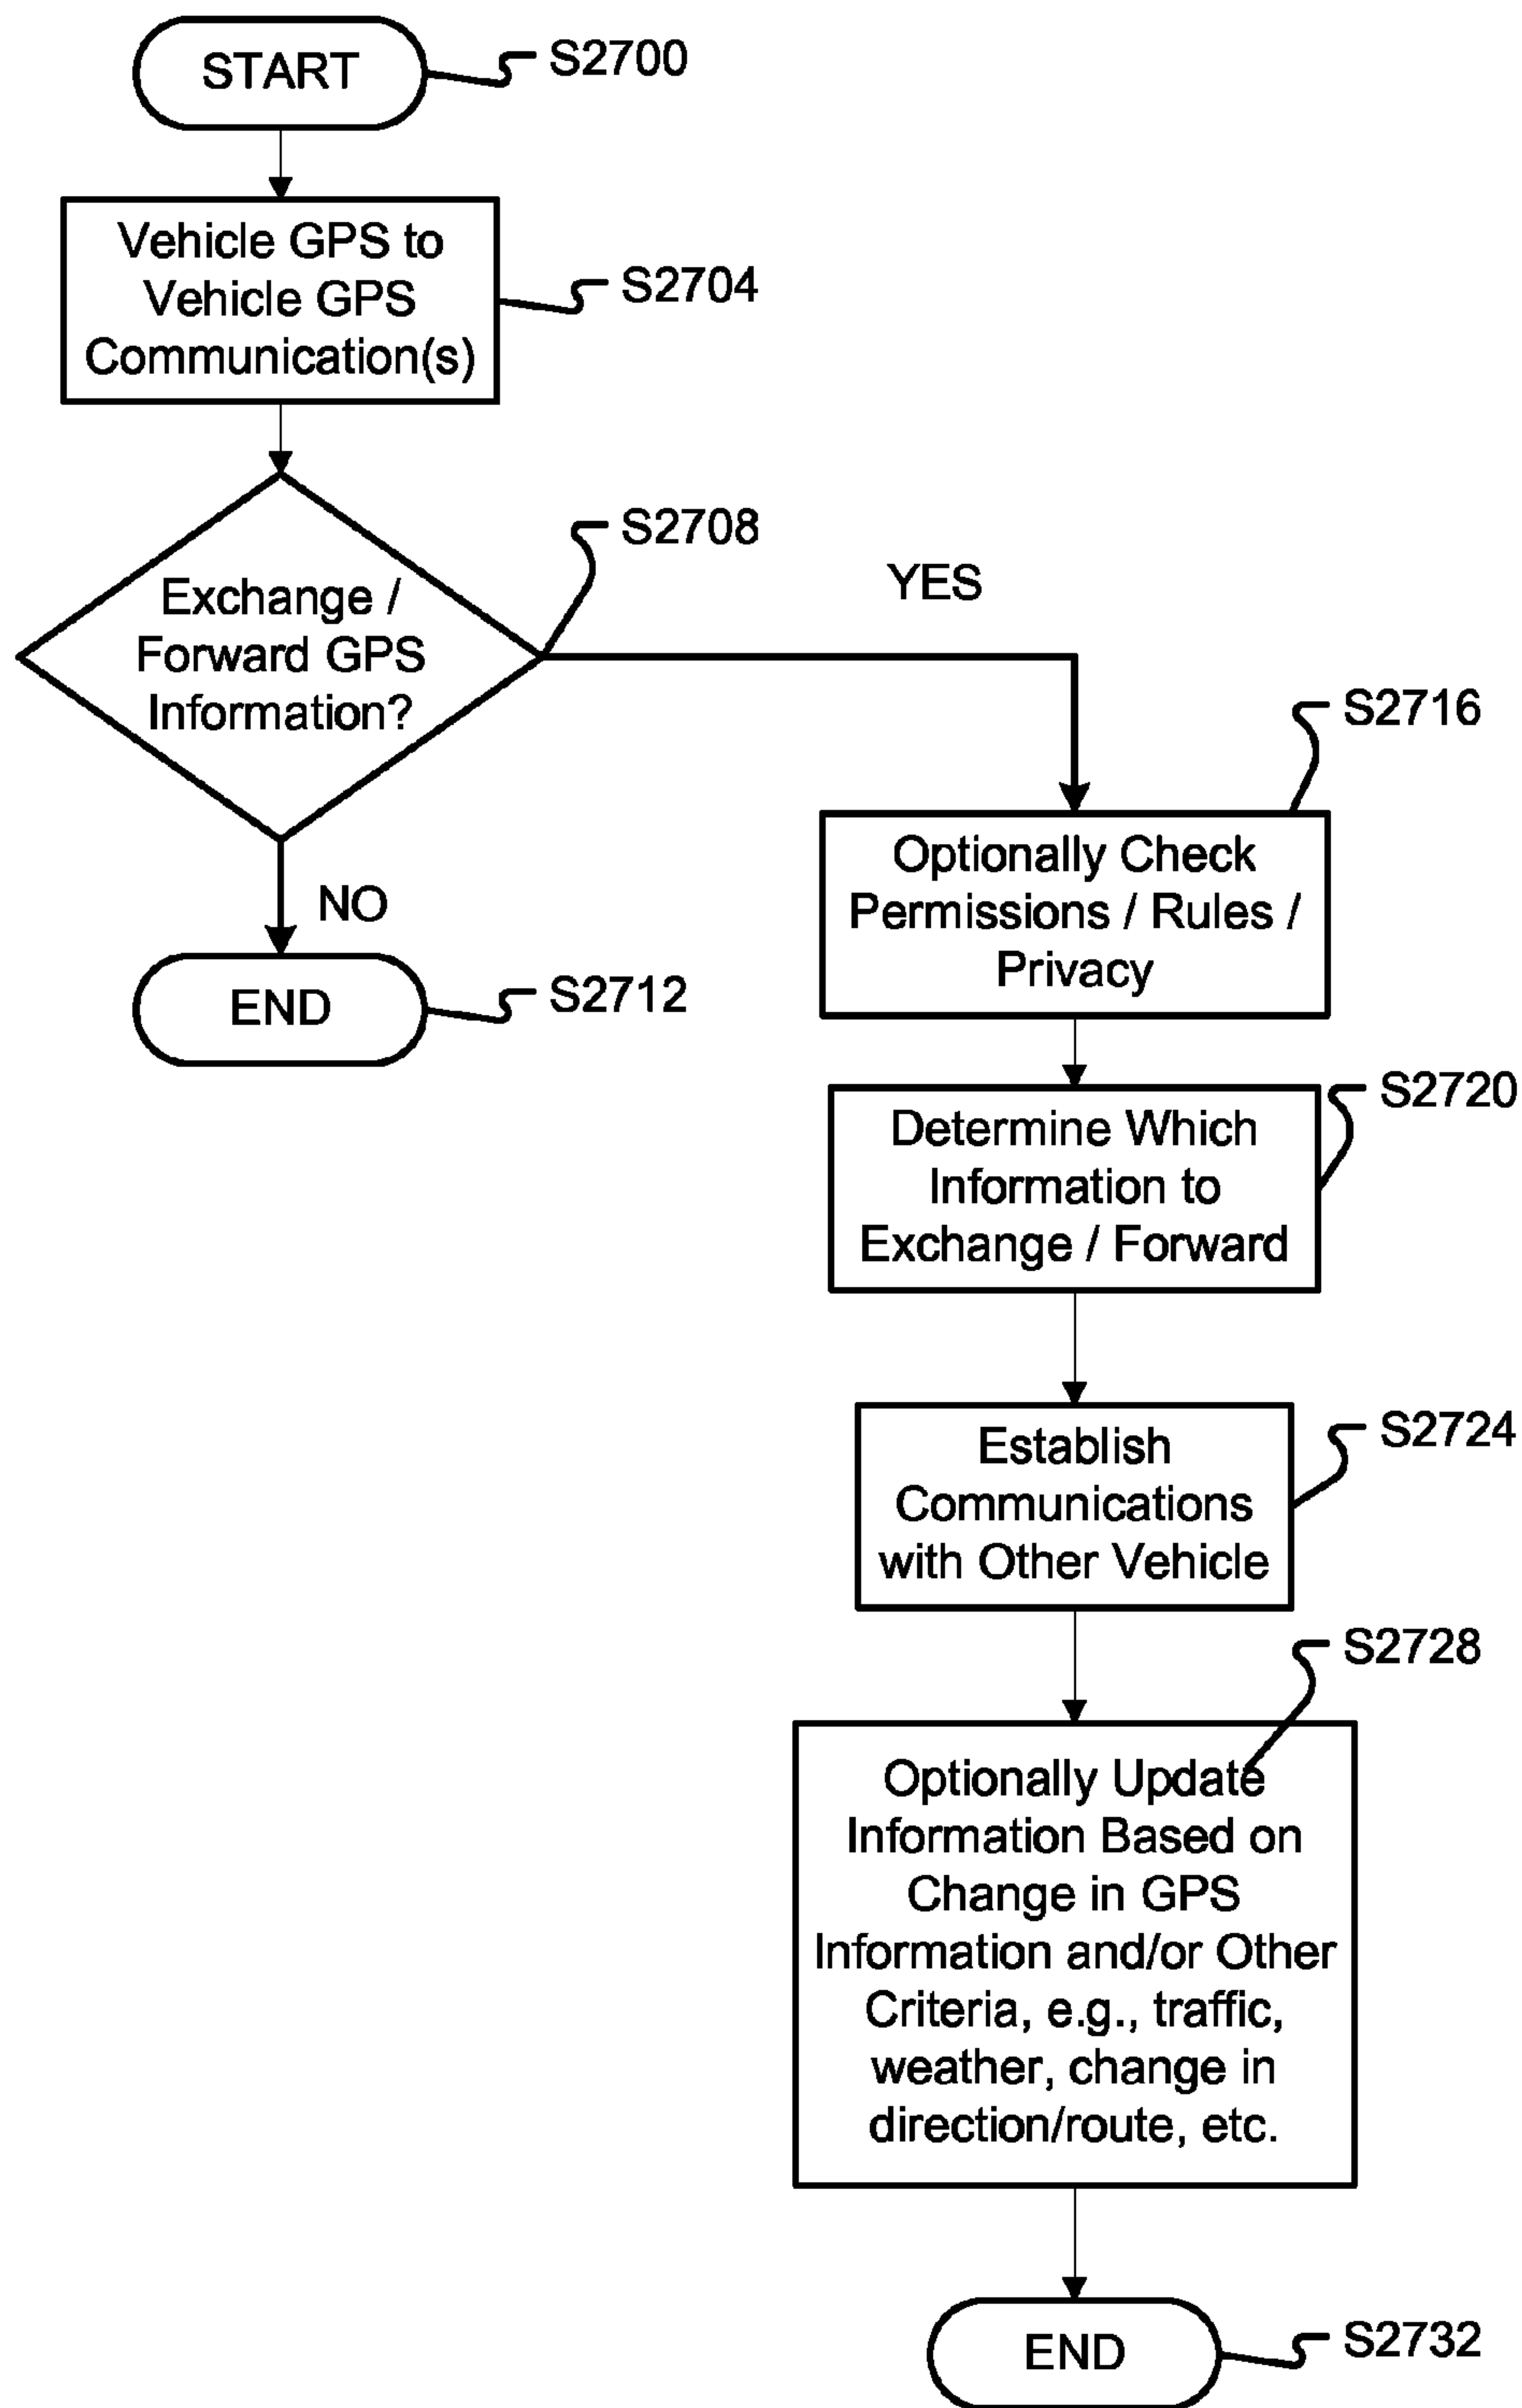 START
S2700
Vehicle GPS to
Vehicle GPS
Communication(s)
S2704
Exchange /
Forward GPS
Information?
S2708
YES
NO
END
S2712
S2716
Optionally Check
Permissions / Rules /
Privacy
S2720
Determine Which
Information to
Exchange / Forward
S2724
Establish
Communications
with Other Vehicle
S2728
Optionally Update
Information Based on
Change in GPS
Information and/or Other
Criteria, e.g., traffic,
weather, change in
direction/route, etc.
END
S2732